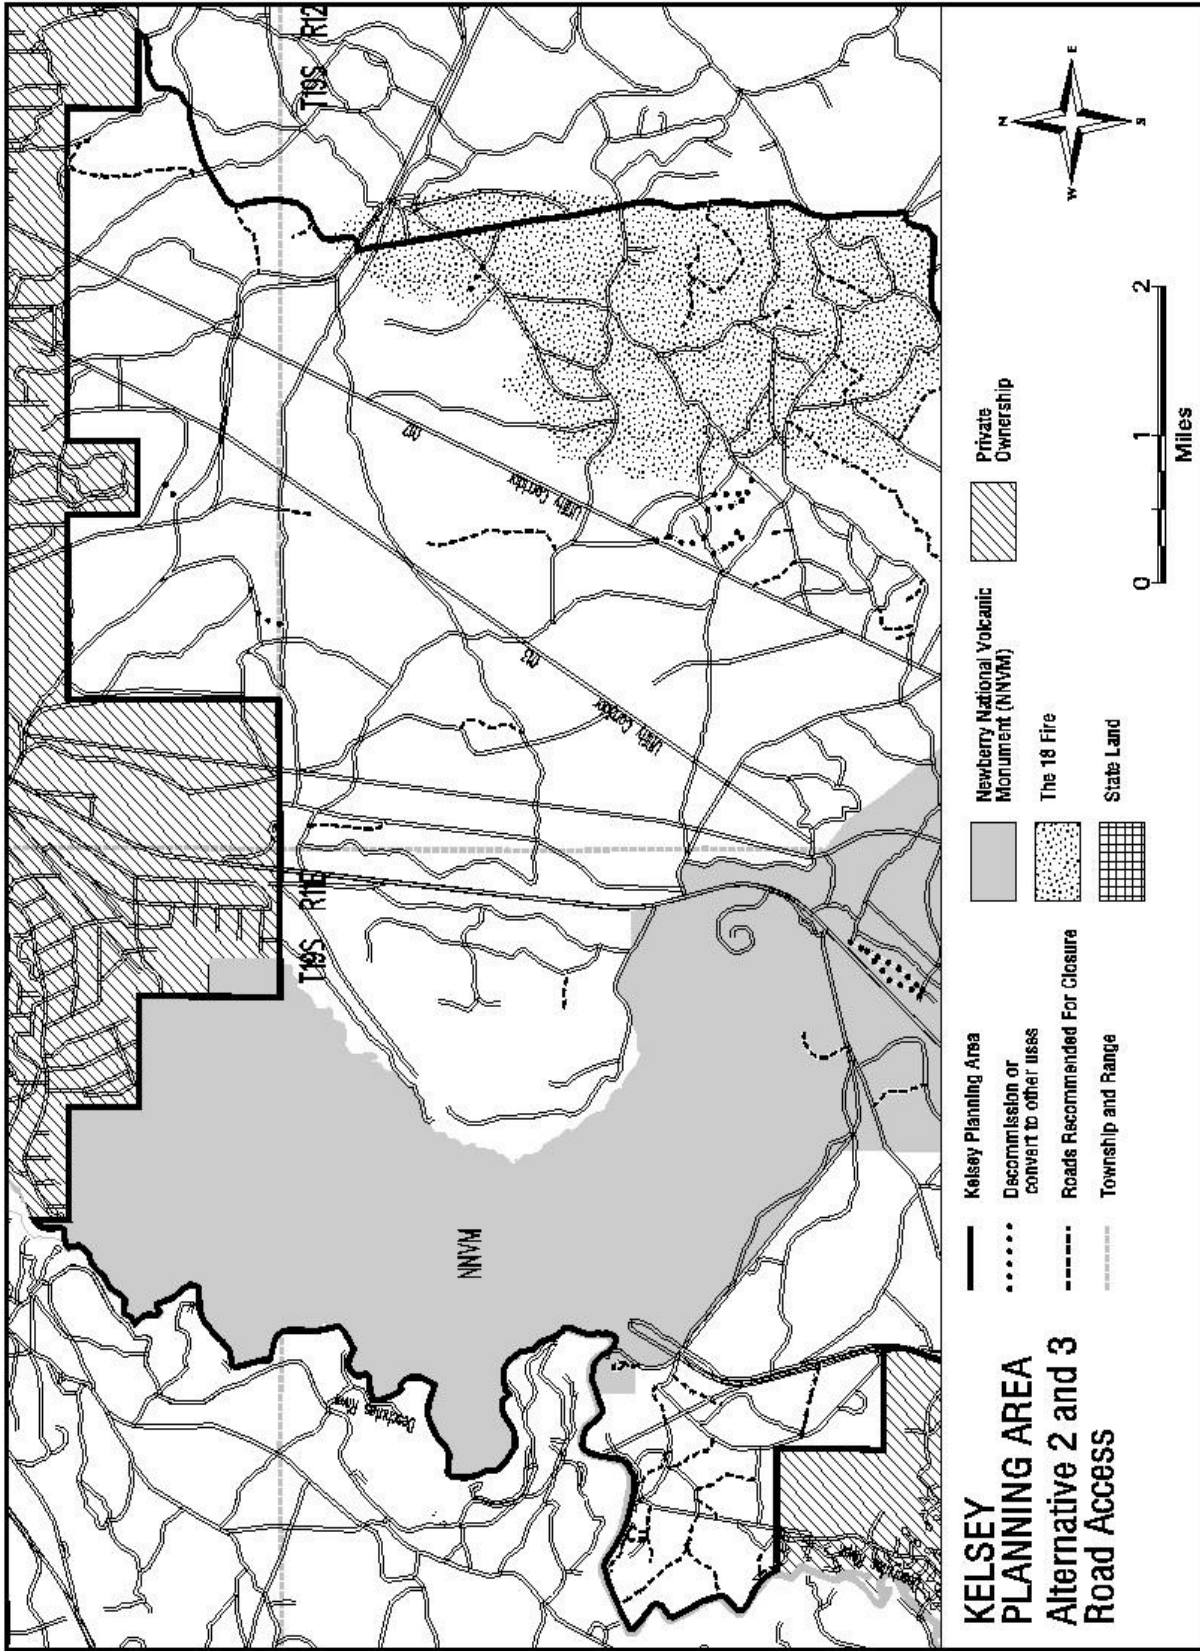 KELSEY
PLANNING AREA
Alternative 2 and 3
Road Access
Kelsey Planning Area
Decommission or
convert to other uses
Roads Recommended For Closure
Township and Range
Newberry National Volcanic
Monument (NNVM)
The 18 Fire
State Land
Private
Ownership
0 1 2
Miles
N
E
S
W
NNVM
Deschutes River
T19S R11E
T19S R12
Utility Corridor
Utility Corridor